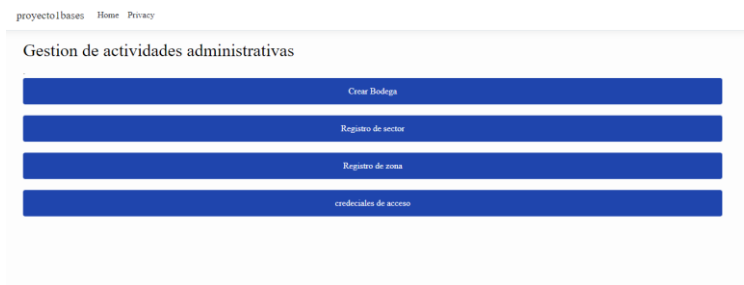 proyecto1bases Home Privacy
Gestion de actividades administrativas
Crear Bodega
Registro de sector
Registro de zona
credeciales de acceso